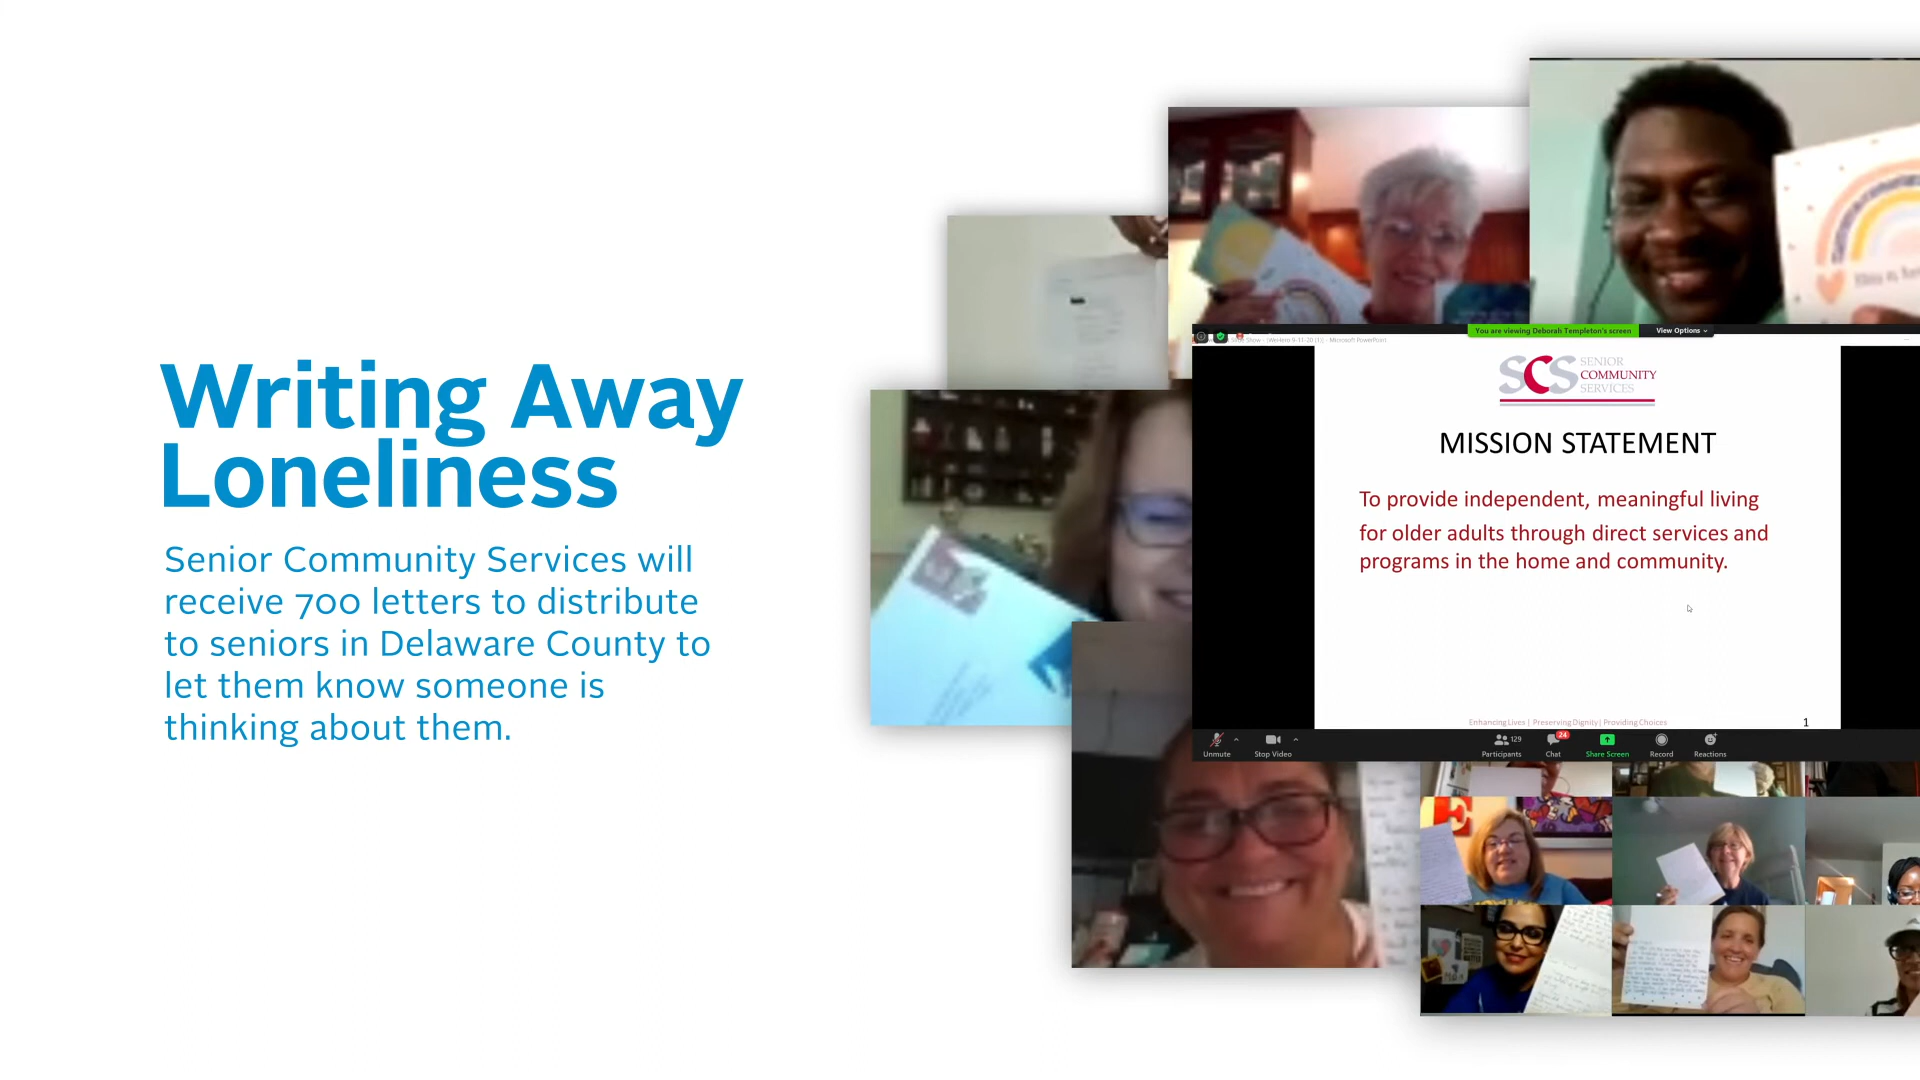 Writing Away
Loneliness
Senior Community Services will
receive 700 letters to distribute
to seniors in Delaware County to
let them know someone is
thinking about them.
You are viewing Deborah Templeton's screen
View Options
SCS SENIOR
COMMUNITY
SERVICES
MISSION STATEMENT
To provide independent, meaningful living
for older adults through direct services and
programs in the home and community.
Enhancing Lives | Preserving Dignity | Providing Choices
1
Unmute
Stop Video
129
Participants
24
Chat
Share Screen
Record
Reactions